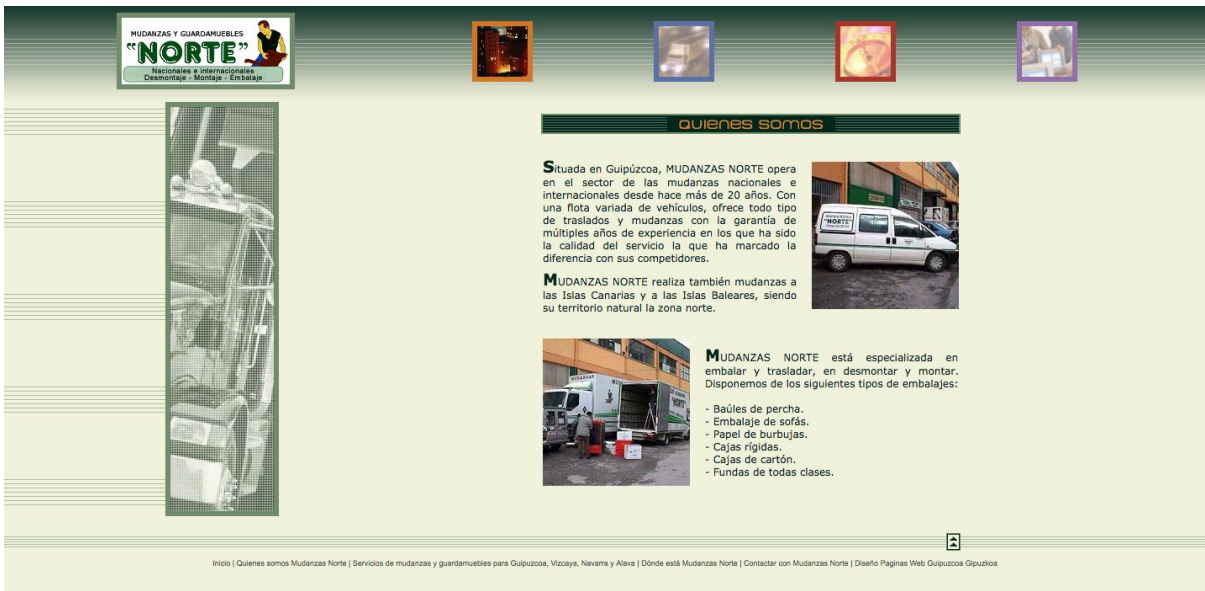 MUDANZAS Y GUARDAMUEBLES
"NORTE"
Nacionales e internacionales
Desmontaje - Montaje - Embalaje
QUIENES SOMOS
Situada en Guipúzcoa, MUDANZAS NORTE opera
en el sector de las mudanzas nacionales e
internacionales desde hace más de 20 años. Con
una flota variada de vehículos, ofrece todo tipo
de traslados y mudanzas con la garantía de
múltiples años de experiencia en los que ha sido
la calidad del servicio la que ha marcado la
diferencia con sus competidores.
MUDANZAS NORTE realiza también mudanzas a
las Islas Canarias y a las Islas Baleares, siendo
su territorio natural la zona norte.
MUDANZAS
"NORTE"
MUDANZAS
"NORTE"
MUDANZAS NORTE está especializada en
embalar y trasladar, en desmontar y montar.
Disponemos de los siguientes tipos de embalajes:
- Baúles de percha.
- Embalaje de sofás.
- Papel de burbujas.
- Cajas rígidas.
- Cajas de cartón.
- Fundas de todas clases.
Inicio | Quienes somos Mudanzas Norte | Servicios de mudanzas y guardamuebles para Guipuzcoa, Vizcaya, Navarra y Alava | Dónde está Mudanzas Norte | Contactar con Mudanzas Norte | Diseño Paginas Web Guipuzcoa Gipuzkoa